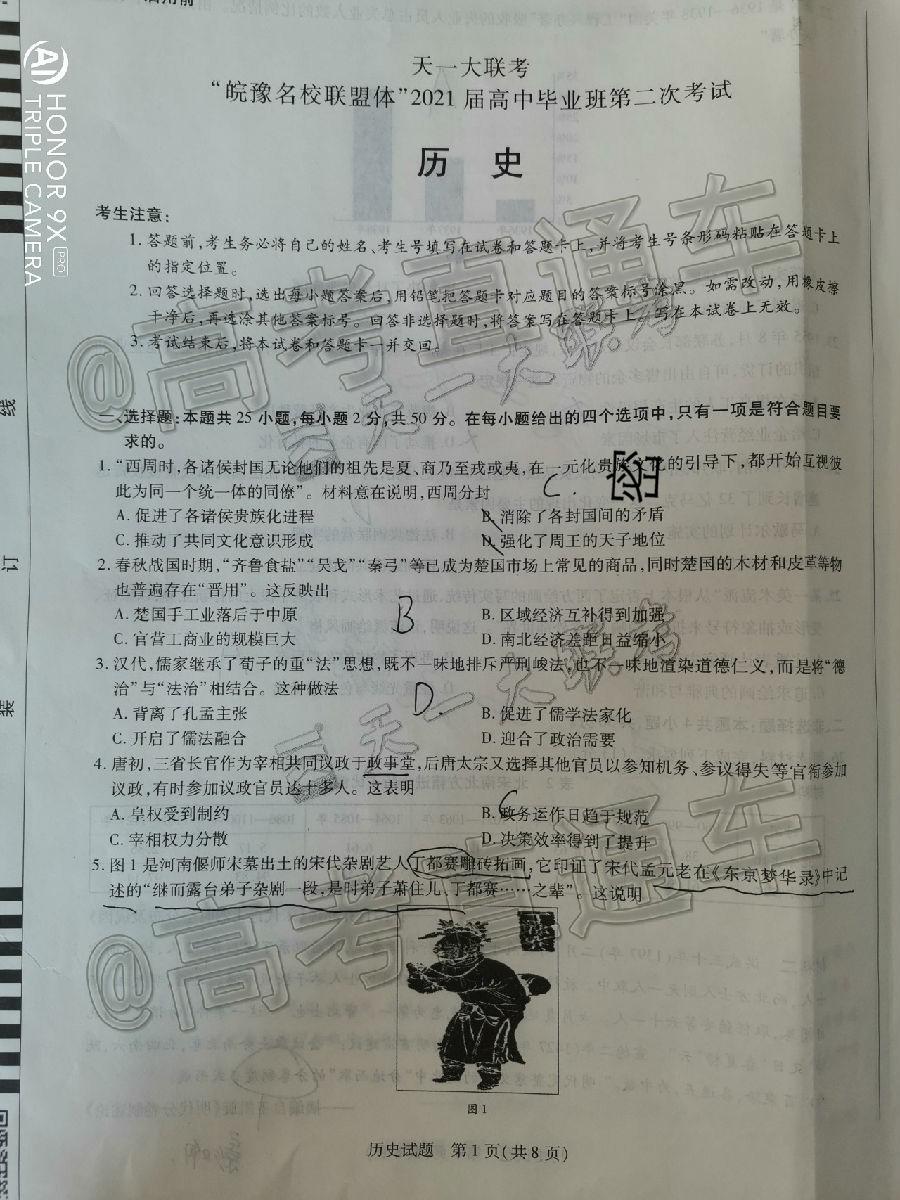 天一大联考
“皖豫名校联盟体”2021届高中毕业班第二次考试
历 史
考生注意：
1. 答题前，考生务必将自己的姓名、考生号填写在试卷和答题卡上，并将考生号条形码粘贴在答题卡上
的指定位置。
2. 回答选择题时，选出每小题答案后，用铅笔把答题卡对应题目的答案标号涂黑。如需改动，用橡皮擦
干净后，再选涂其他答案标号。回答非选择题时，将答案写在答题卡上。写在本试卷上无效。
3. 考试结束后，将本试卷和答题卡一并交回。
一、选择题：本题共25小题，每小题2分，共50分。在每小题给出的四个选项中，只有一项是符合题目要
求的。
1. “西周时，各诸侯封国无论他们的祖先是夏、商乃至戎或夷，在一元化贵族文化的引导下，都开始互视彼
此为同一个统一体的同僚”。材料意在说明，西周分封
C.
密
A. 促进了各诸侯贵族化进程 B. 消除了各封国间的矛盾
C. 推动了共同文化意识形成 D. 强化了周王的天子地位
2. 春秋战国时期，“齐鲁食盐”“吴戈”“秦弓”等已成为楚国市场上常见的商品，同时楚国的木材和皮革等物
也普遍存在“晋用”。这反映出
A. 楚国手工业落后于中原 B. 区域经济互补得到加强
B
C. 官营工商业的规模巨大 D. 南北经济差距日益缩小
3. 汉代，儒家继承了荀子的重“法”思想，既不一味地排斥严刑峻法，也不一味地渲染道德仁义，而是将“德
治”与“法治”相结合。这种做法
D.
A. 背离了孔孟主张 B. 促进了儒学法家化
C. 开启了儒法融合 D. 迎合了政治需要
4. 唐初，三省长官作为宰相共同议政于政事堂，后唐太宗又选择其他官员以参知机务、参议得失等官衔参加
议政，有时参加议政官员达十多人。这表明
C
A. 皇权受到制约 B. 政务运作日趋于规范
C. 宰相权力分散 D. 决策效率得到了提升
5. 图1是河南偃师宋墓出土的宋代杂剧艺人丁都赛雕砖拓画，它印证了宋代孟元老在《东京梦华录》中记
述的“继而露台弟子杂剧一段，是时弟子萧住儿、丁都赛……之辈”。这说明
图1
历史试题 第1页（共8页）
线
订
装
AI
HONOR 9X PRO
TRIPLE CAMERA
@高考直通车
云天一大联考
云天一大联考
@高考直通车